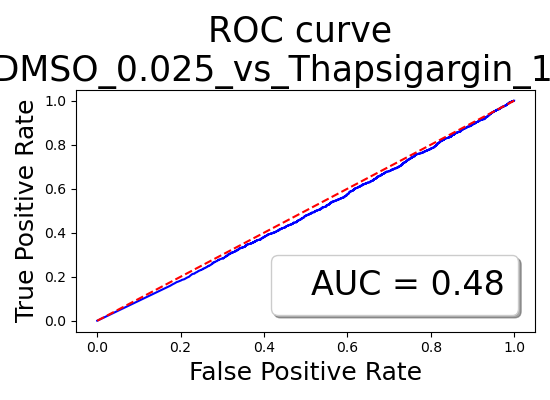 ROC curve
DMSO_0.025_vs_Thapsigargin_1
True Positive Rate
1.0
0.8
0.6
0.4
0.2
0.0
AUC = 0.48
0.0 0.2 0.4 0.6 0.8 1.0
False Positive Rate